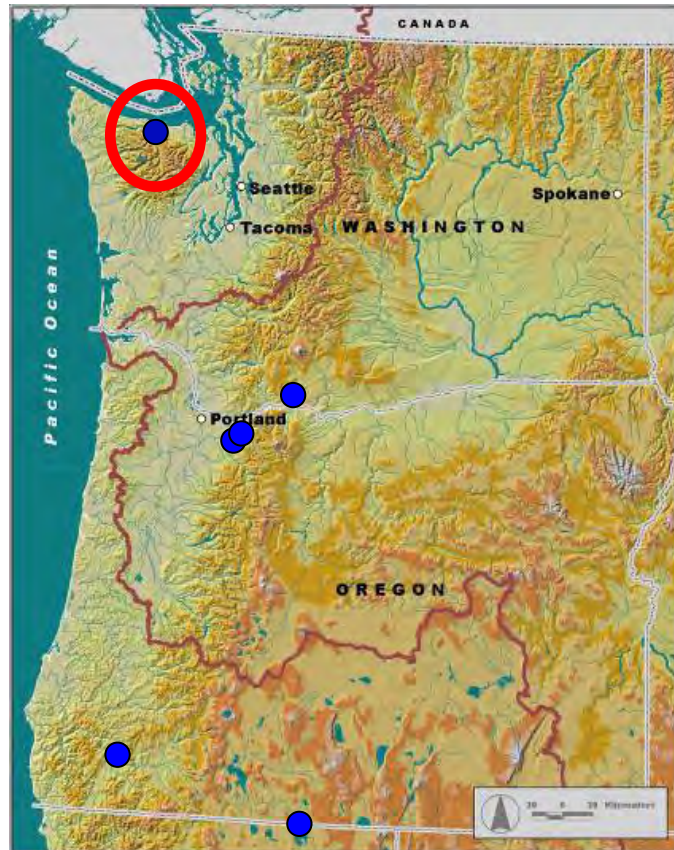 CANADA
Seattle
Spokane
Tacoma
WASHINGTON
Pacific Ocean
Portland
OREGON